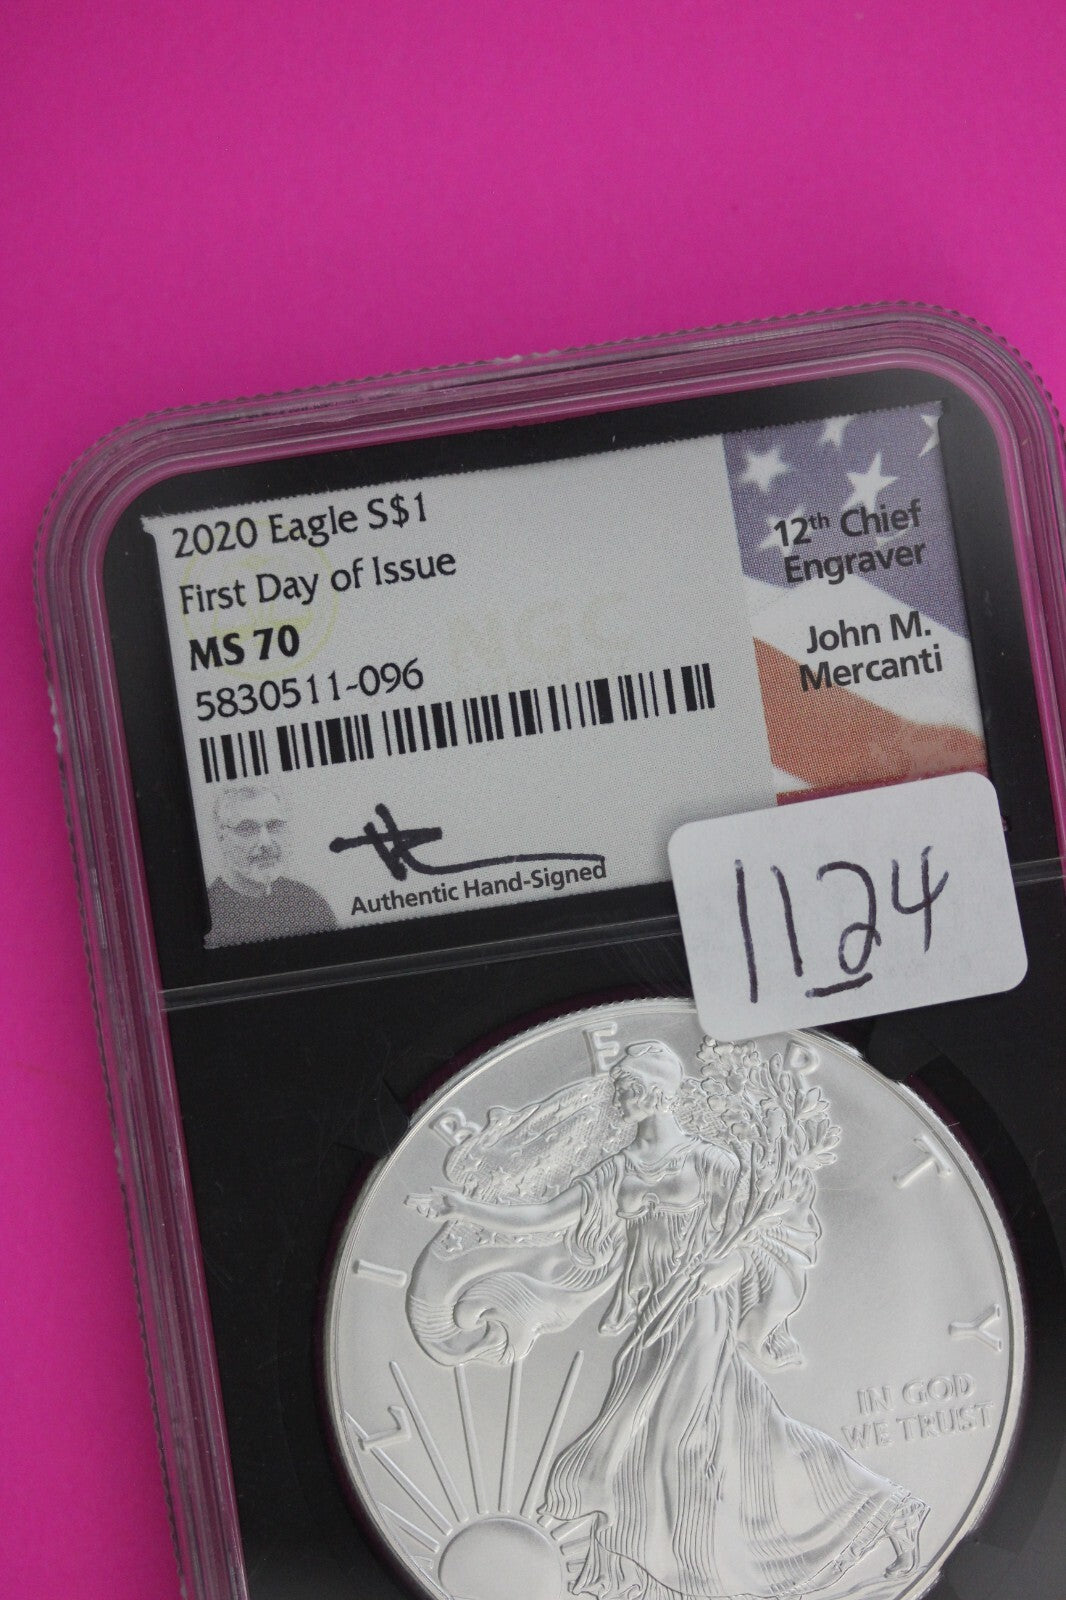 2020 Eagle S$1
First Day of Issue
MS 70
5830511-096
NGC
12th Chief
Engraver
John M.
Mercanti
Authentic Hand-Signed
1124
LIBERTY
IN GOD
WE TRUST